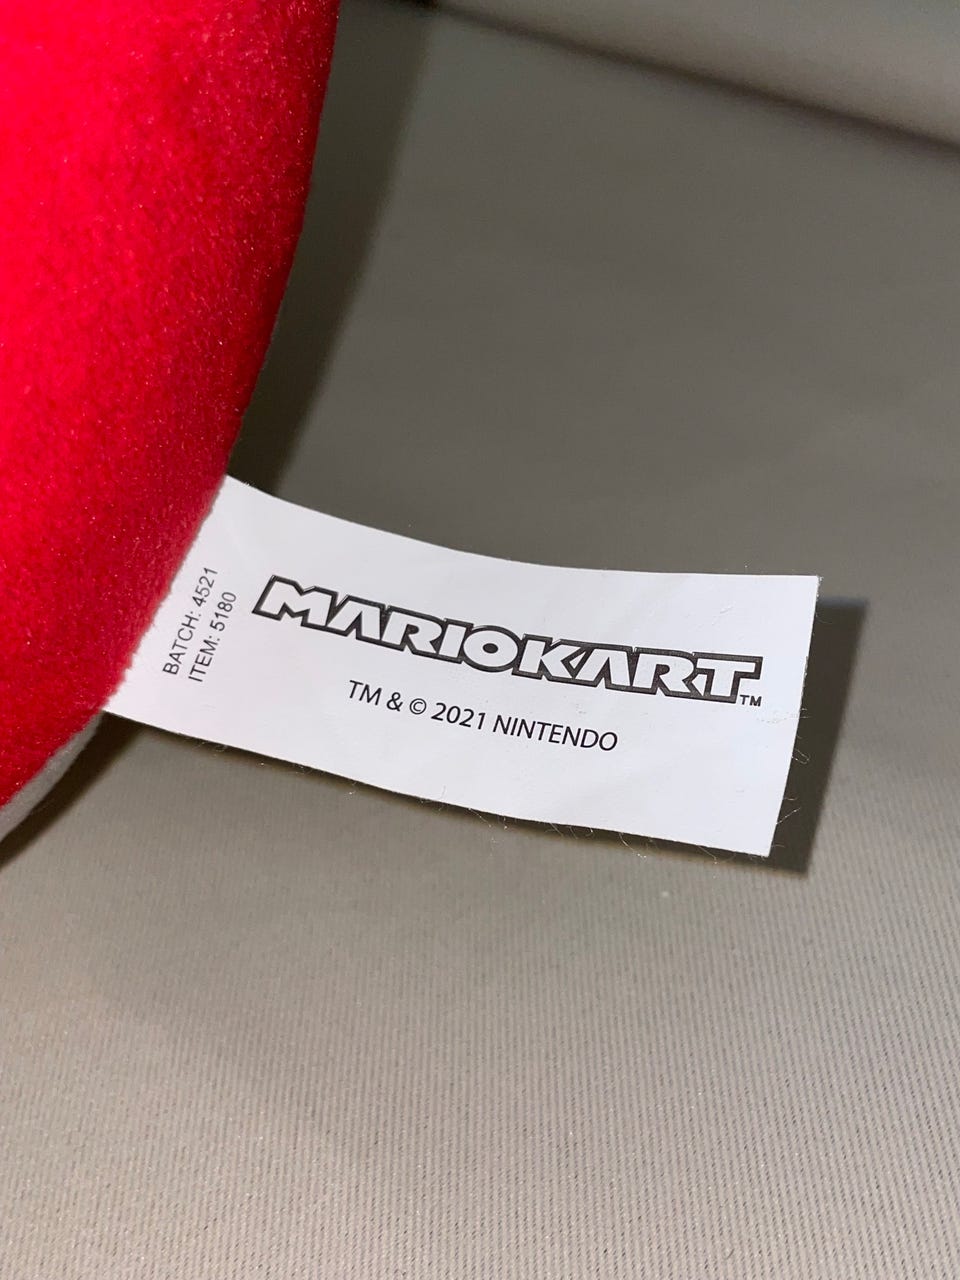 BATCH: 4521
ITEM: 5180
MARIOKART™
TM & © 2021 NINTENDO